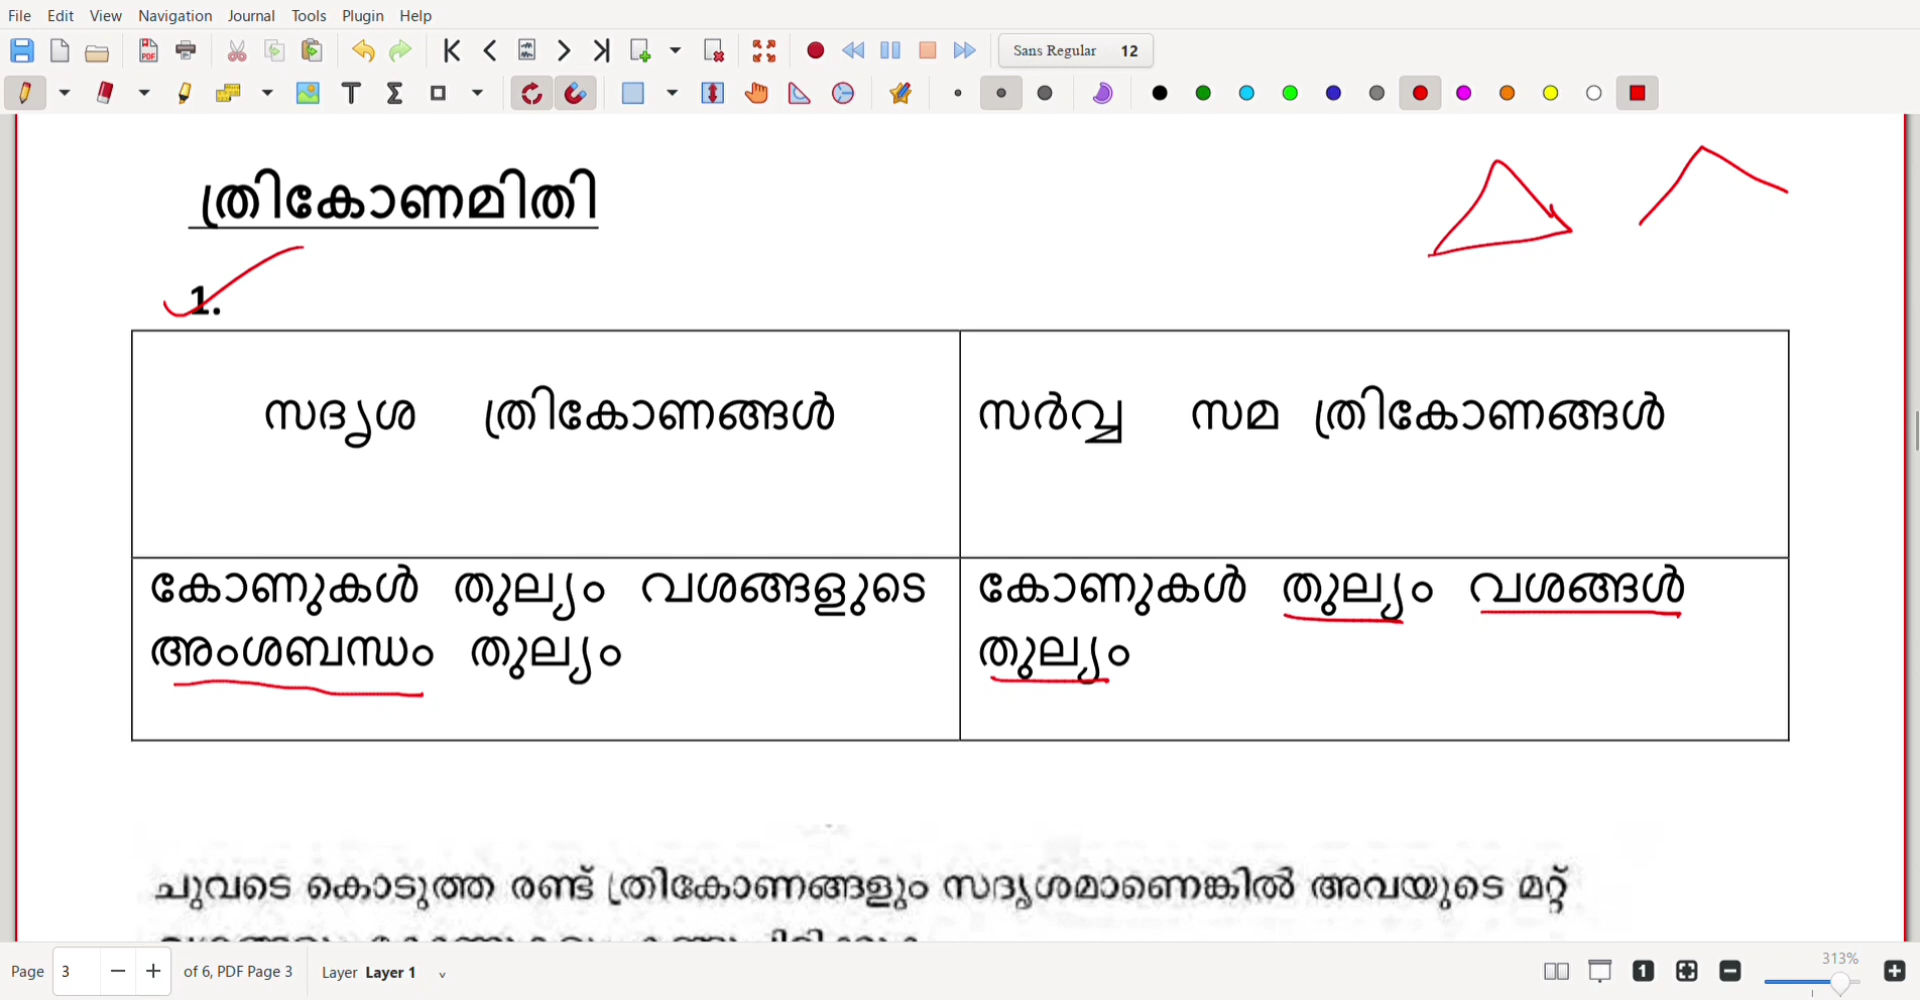 File Edit View Navigation Journal Tools Plugin Help
Sans Regular 12
ത്രികോണമിതി
1.
സദൃശ ത്രികോണങ്ങൾ
സർവ്വ സമ ത്രികോണങ്ങൾ
കോണുകൾ തുല്യം വശങ്ങളുടെ
അംശബന്ധം തുല്യം
കോണുകൾ തുല്യം വശങ്ങൾ
തുല്യം
ചുവടെ കൊടുത്ത രണ്ട് ത്രികോണങ്ങളും സദൃശമാണെങ്കിൽ അവയുടെ മറ്റ്
Page 3 of 6, PDF Page 3 Layer Layer 1
313%